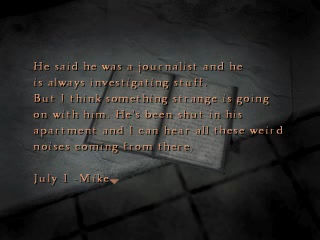 He said he was a journalist and he
is always investigating stuff.
But I think something strange is going
on with him. He's been shut in his
apartment and I can hear all these weird
noises coming from there.
July 1 -Mike